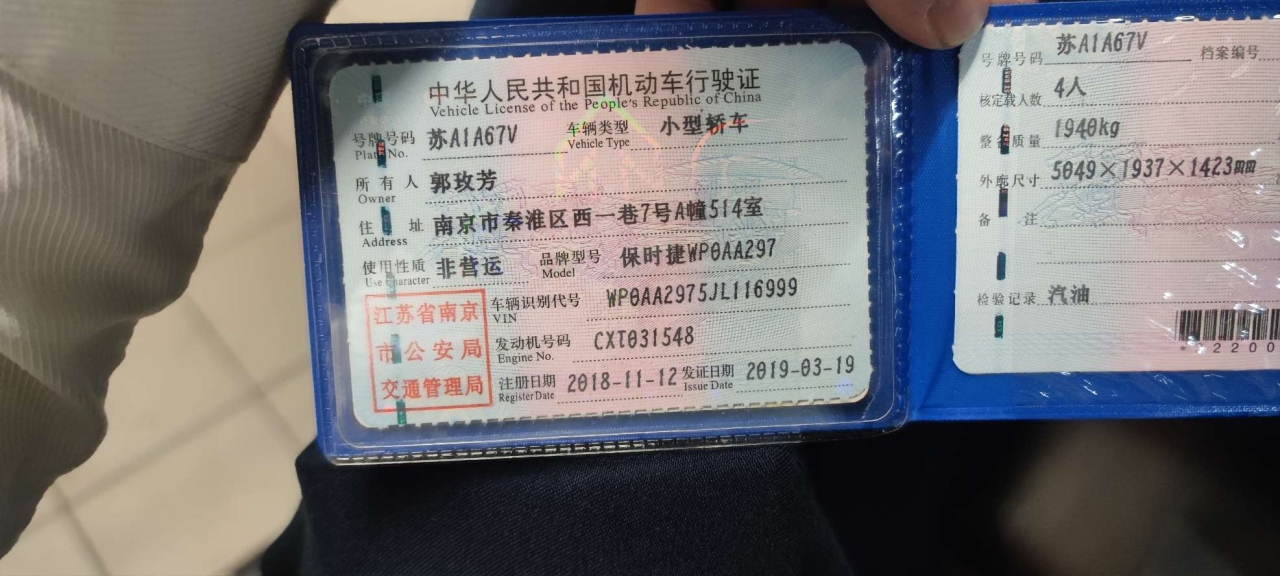 中华人民共和国机动车行驶证
Vehicle License of the People's Republic of China
号牌号码 苏A1A67V 车辆类型 小型轿车
Plate No. Vehicle Type
所有人 郭玫芳
Owner
住址 南京市秦淮区西一巷7号A幢514室
Address
使用性质 非营运 品牌型号 保时捷WP0AA297
Use Character Model
江苏省南京
市公安局
交通管理局
车辆识别代号 WP0AA2975JL116999
VIN
发动机号码 CXT031548
Engine No.
注册日期 2018-11-12 发证日期 2019-03-19
Register Date Issue Date
号牌号码 苏A1A67V 档案编号
核定载人数 4人
整备质量 1940kg
外廓尺寸 5049×1937×1423mm
备注
检验记录 汽油
*2200